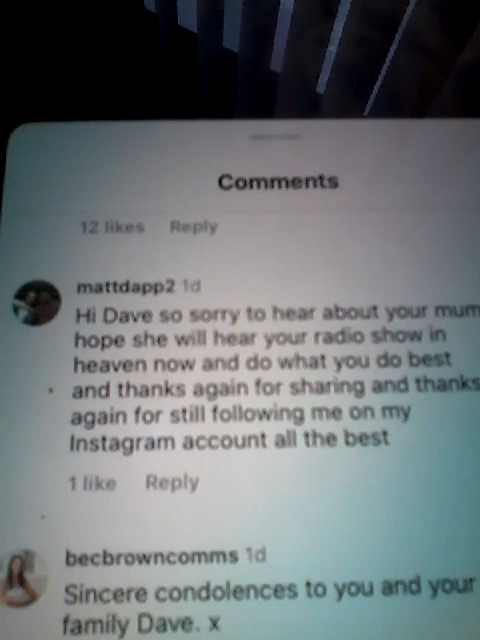 Comments
12 likes Reply
mattdapp2 1d
Hi Dave so sorry to hear about your mum
hope she will hear your radio show in
heaven now and do what you do best
and thanks again for sharing and thanks
again for still following me on my
Instagram account all the best
1 like Reply
becbrowncomms 1d
Sincere condolences to you and your
family Dave. x